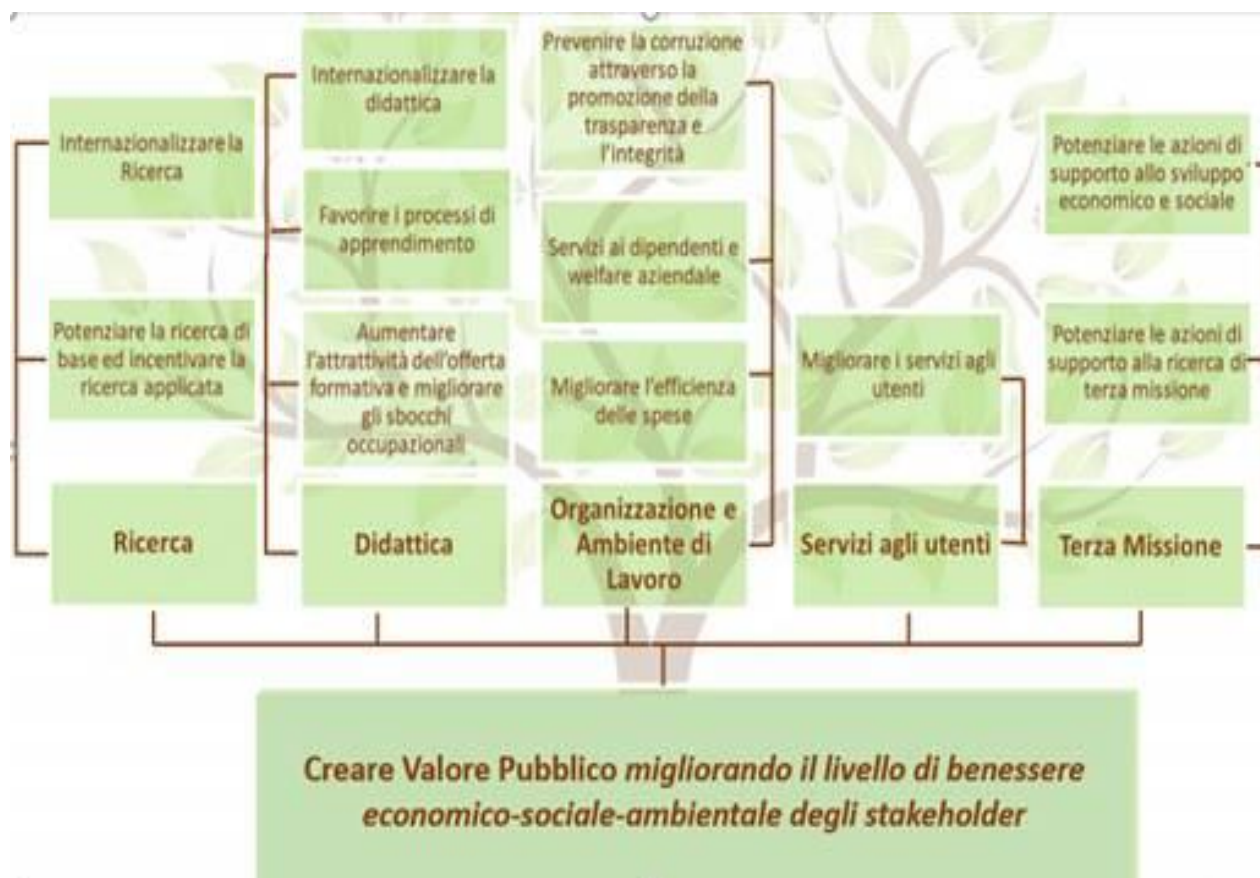 Internazionalizzare la
Ricerca
Potenziare la ricerca di
base ed incentivare la
ricerca applicata
Ricerca
Internazionalizzare la
didattica
Favorire i processi di
apprendimento
Aumentare
l'attrattività dell'offerta
formativa e migliorare
gli sbocchi
occupazionali
Didattica
Prevenire la corruzione
attraverso la
promozione della
trasparenza e
l'integrità
Servizi ai dipendenti e
welfare aziendale
Migliorare l'efficienza
delle spese
Organizzazione e
Ambiente di
Lavoro
Migliorare i servizi agli
utenti
Servizi agli utenti
Potenziare le azioni di
supporto allo sviluppo
economico e sociale
Potenziare le azioni di
supporto alla ricerca di
terza missione
Terza Missione
Creare Valore Pubblico migliorando il livello di benessere
economico-sociale-ambientale degli stakeholder